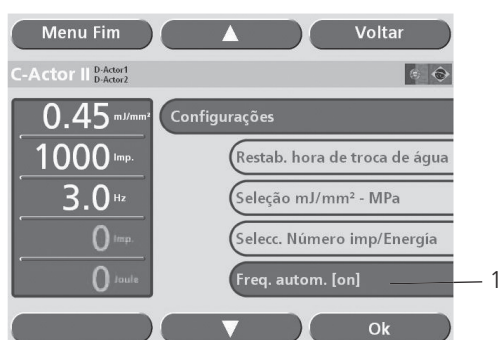 Menu Fim
Voltar
C-Actor II D-Actor1
D-Actor2
0.45 mJ/mm²
1000 Imp.
3.0 Hz
0 Imp.
0 Joule
Configurações
Restab. hora de troca de água
Seleção mJ/mm² - MPa
Selecc. Número imp/Energía
Freq. autom. [on]
1
Ok